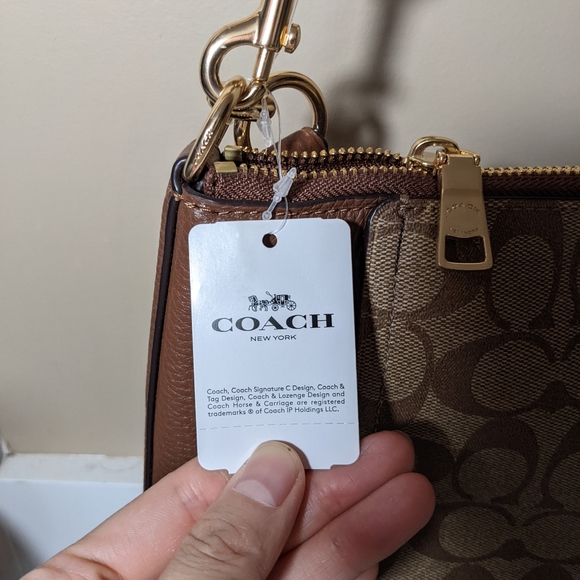 COACH
NEW YORK
Coach, Coach Signature C Design, Coach &
Tag Design, Coach & Lozenge Design and
Coach Horse & Carriage are registered
trademarks ® of Coach IP Holdings LLC.
COACH